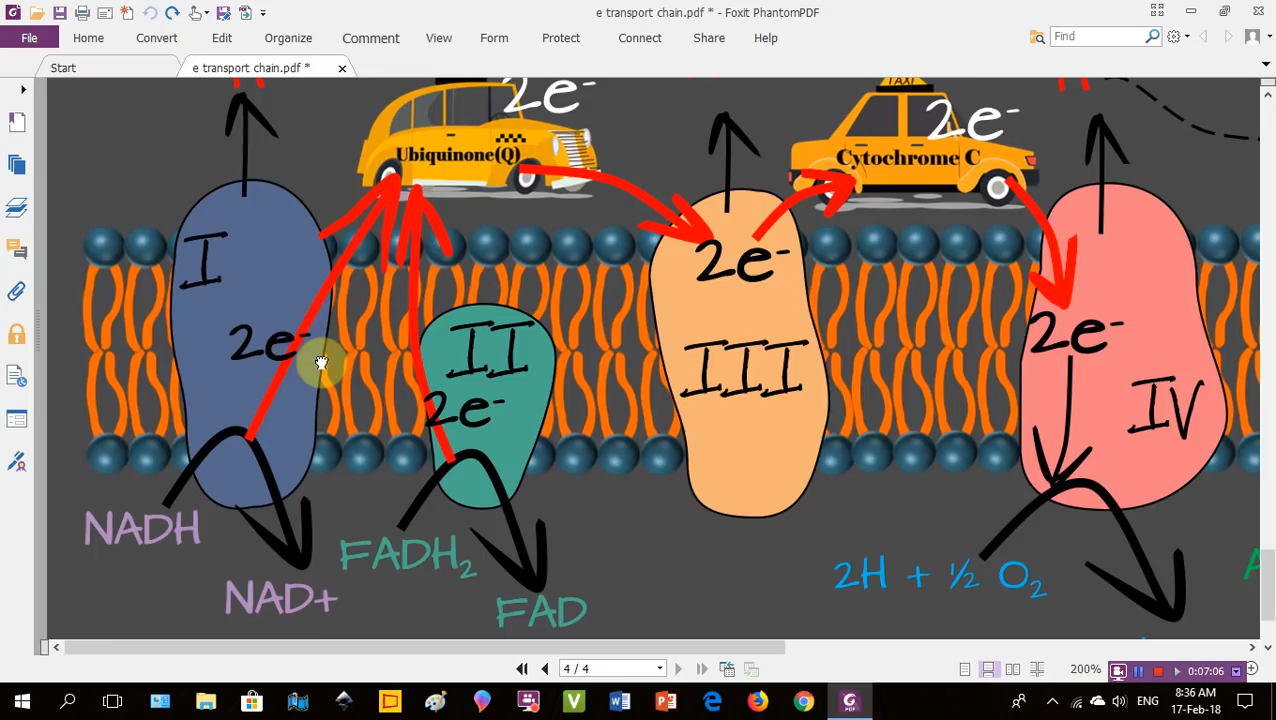 e transport chain.pdf * - Foxit PhantomPDF
File Home Convert Edit Organize Comment View Form Protect Connect Share Help Find
Start e transport chain.pdf *
2e-
TAXI
2e-
Ubiquinone(Q)
Cytochrome C
I
2e-
2e-
2e-
II
III
2e-
IV
NADH
FADH2
2H + ½ O2
NAD+
FAD
4 / 4
200%
0:07:06
ENG
8:36 AM
17-Feb-18